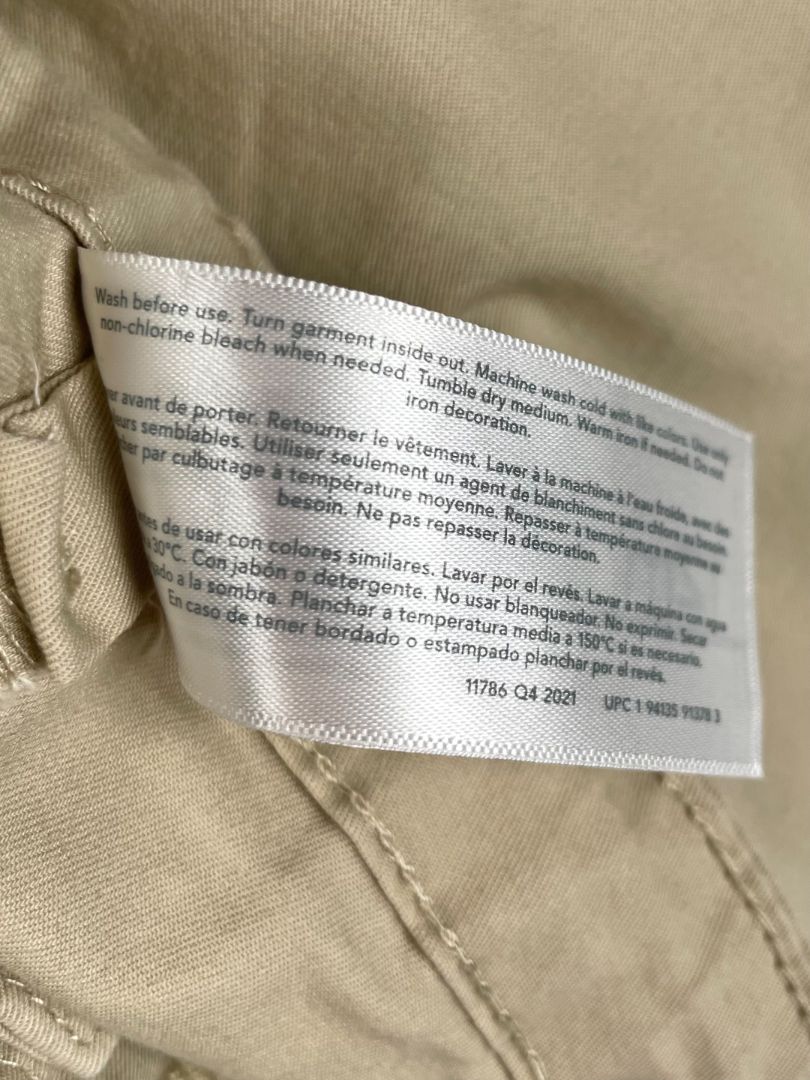 Wash before use. Turn garment inside out. Machine wash cold with like colors. Use only
non-chlorine bleach when needed. Tumble dry medium. Warm iron if needed. Do not
iron decoration.
avant de porter. Retourner le vêtement. Laver à la machine à l'eau froide, avec des
semblables. Utiliser seulement un agent de blanchiment sans chlore au besoin.
par culbutage à température moyenne. Repasser à température moyenne au
besoin. Ne pas repasser la décoration.
de usar con colores similares. Lavar por el revés. Lavar a máquina con agua
a 30°C. Con jabón o detergente. No usar blanqueador. No exprimir. Secar
a la sombra. Planchar a temperatura media a 150°C si es necesario.
En caso de tener bordado o estampado planchar por el revés.
11786 Q4 2021 UPC 1 94135 91378 3